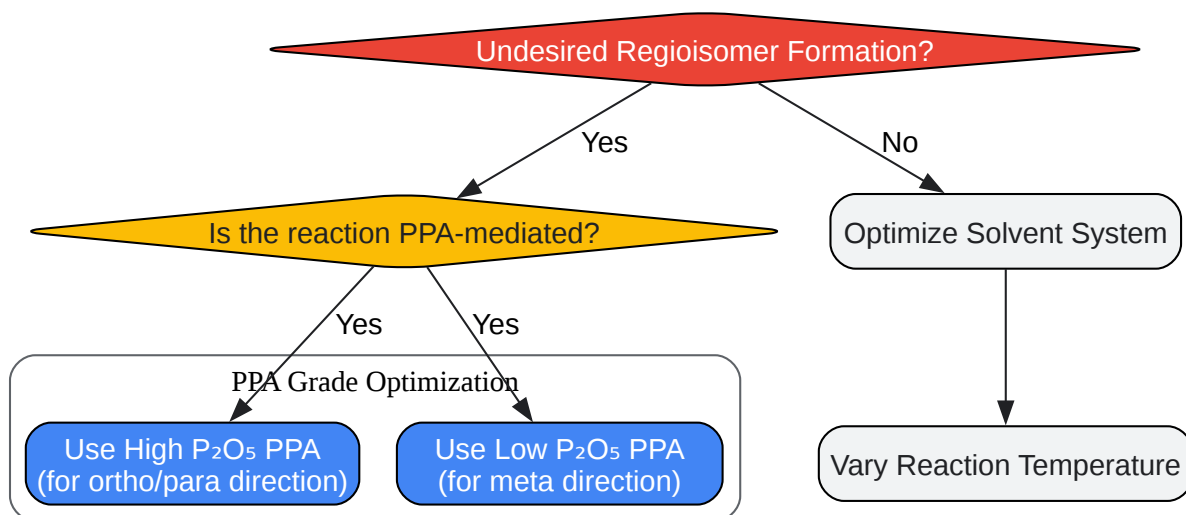 Undesired Regioisomer Formation?
Yes
No
Is the reaction PPA-mediated?
Optimize Solvent System
Yes
Yes
PPA Grade Optimization
Use High P₂O₅ PPA
(for ortho/para direction)
Use Low P₂O₅ PPA
(for meta direction)
Vary Reaction Temperature